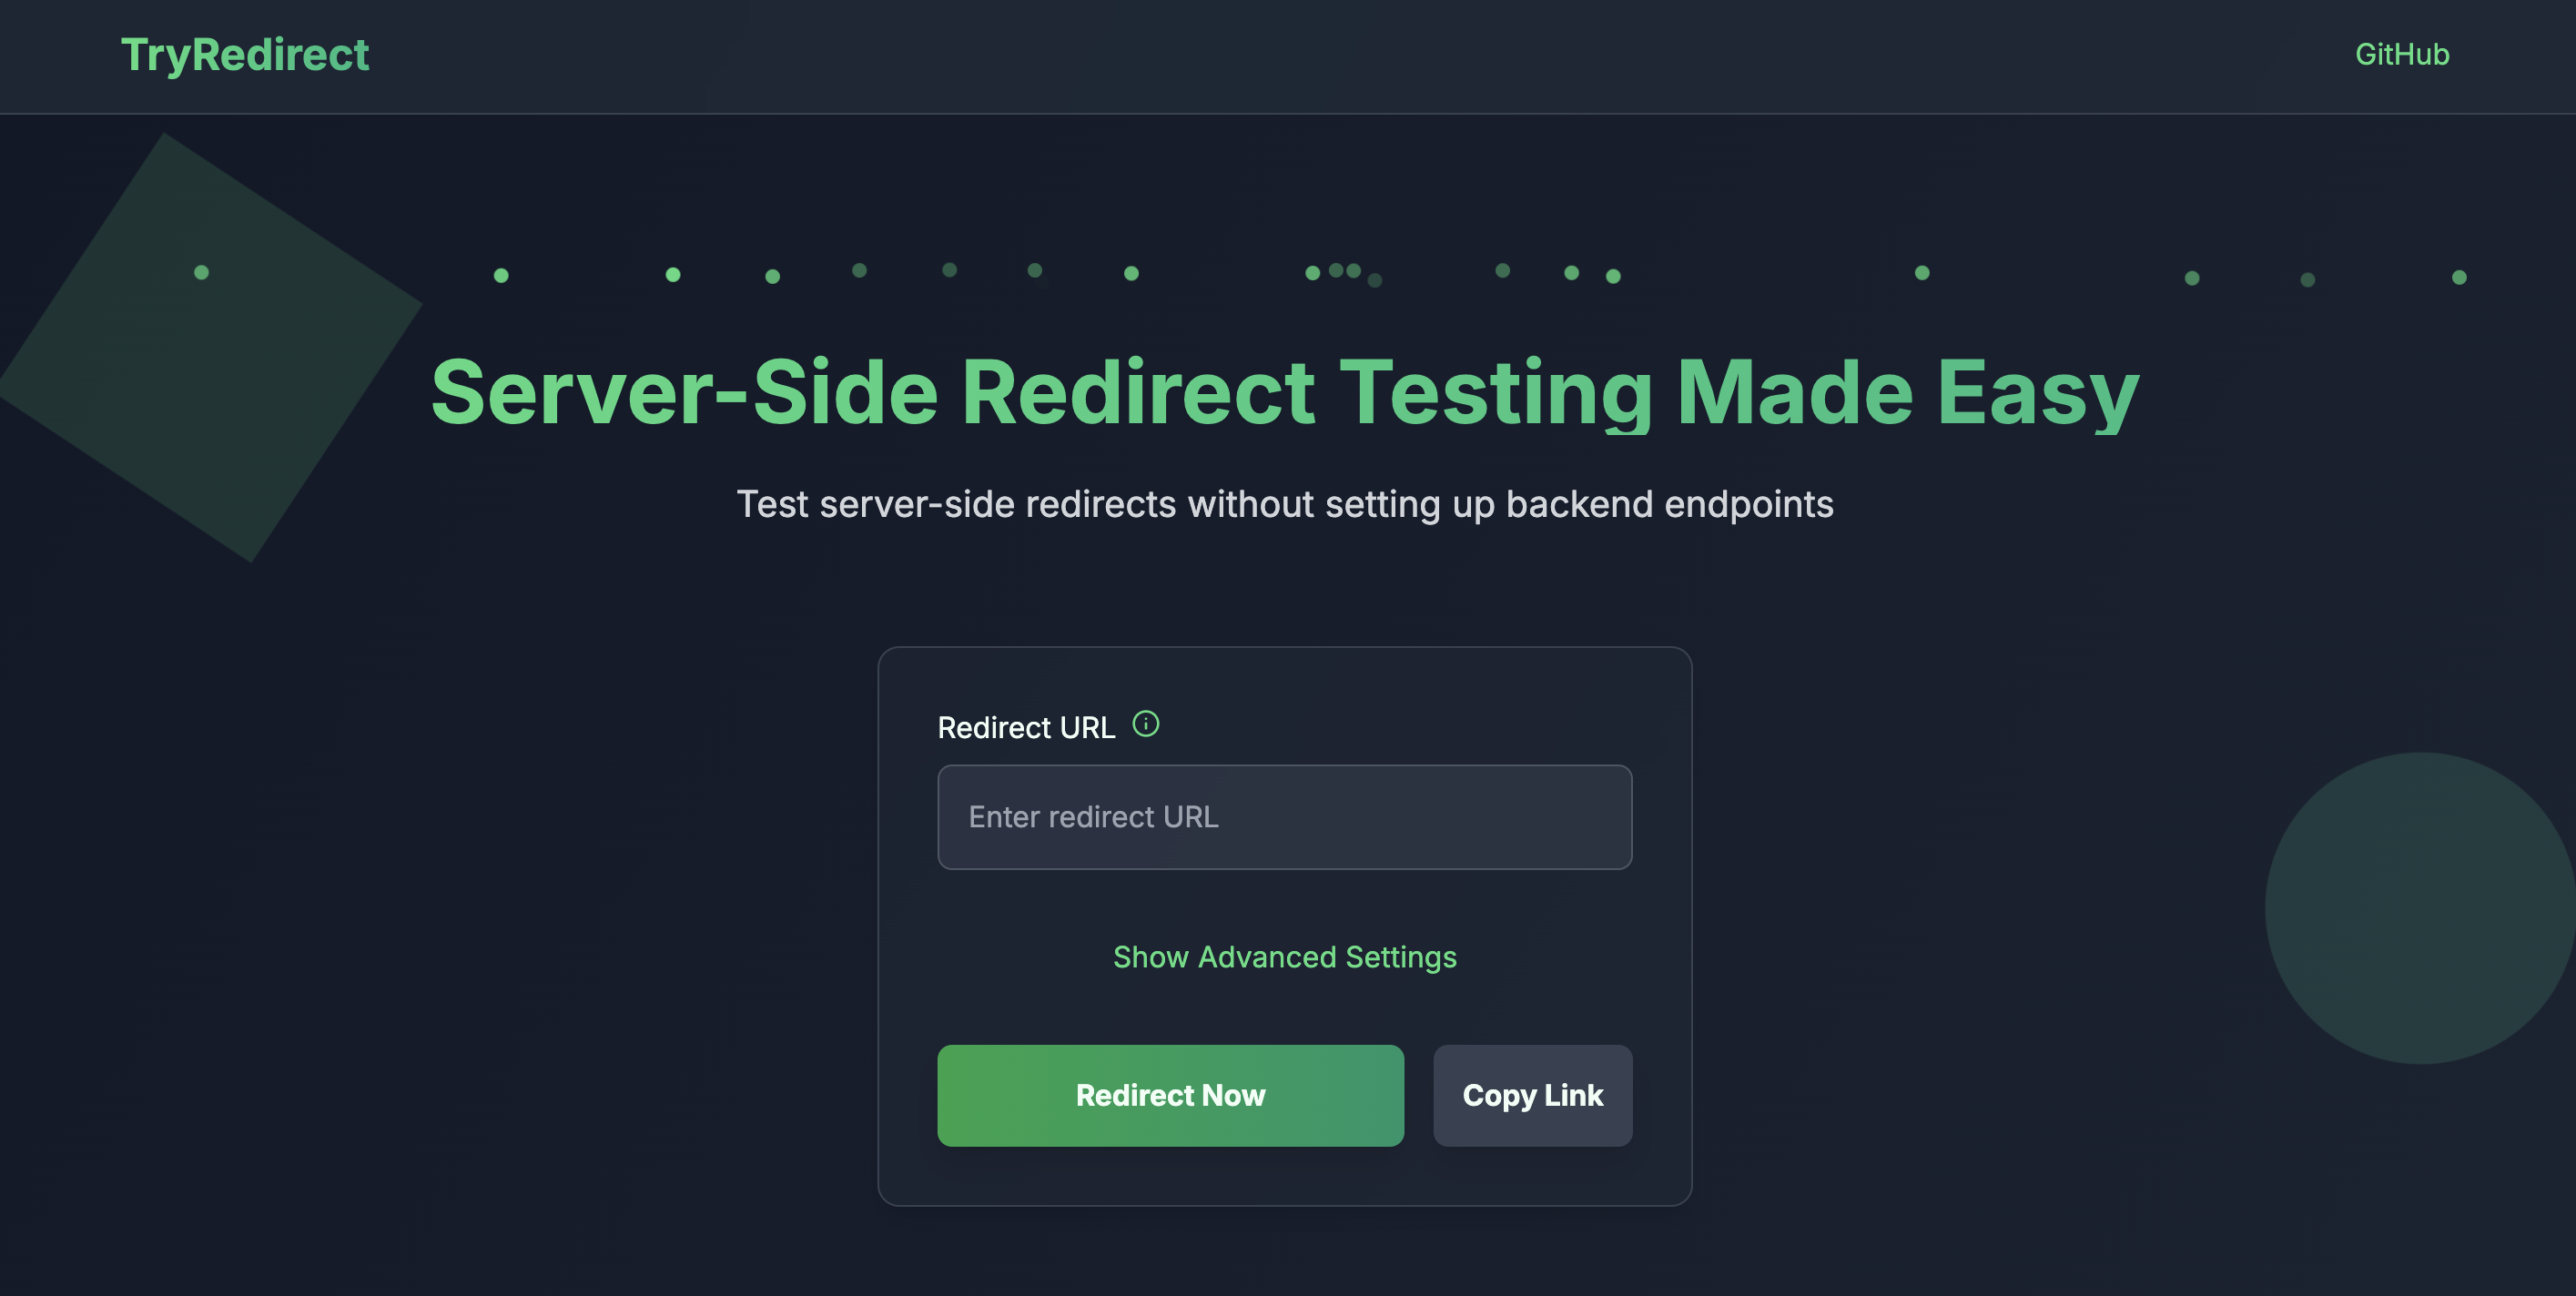 TryRedirect
GitHub
Server-Side Redirect Testing Made Easy
Test server-side redirects without setting up backend endpoints
Redirect URL
Enter redirect URL
Show Advanced Settings
Redirect Now
Copy Link